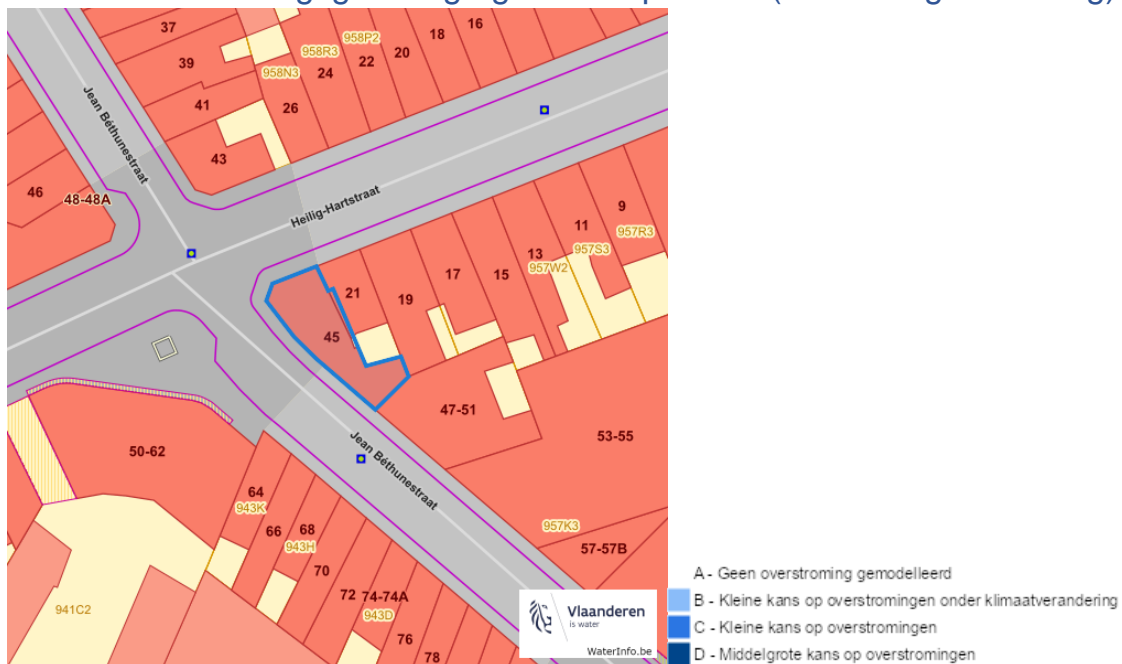 37
16
18
958P2
20
958R3
22
39
958N3
24
41
26
Jean Béthunestraat
43
46
48-48A
Heilig-Hartstraat
9
11
957R3
957S3
13
957W2
17
15
21
19
45
47-51
53-55
50-62
Jean Béthunestraat
64
943K
66
68
943H
70
957K3
57-57B
72
74-74A
943D
76
78
941C2
Vlaanderen
is water
WaterInfo.be
A - Geen overstroming gemodelleerd
B - Kleine kans op overstromingen onder klimaatverandering
C - Kleine kans op overstromingen
D - Middelgrote kans op overstromingen